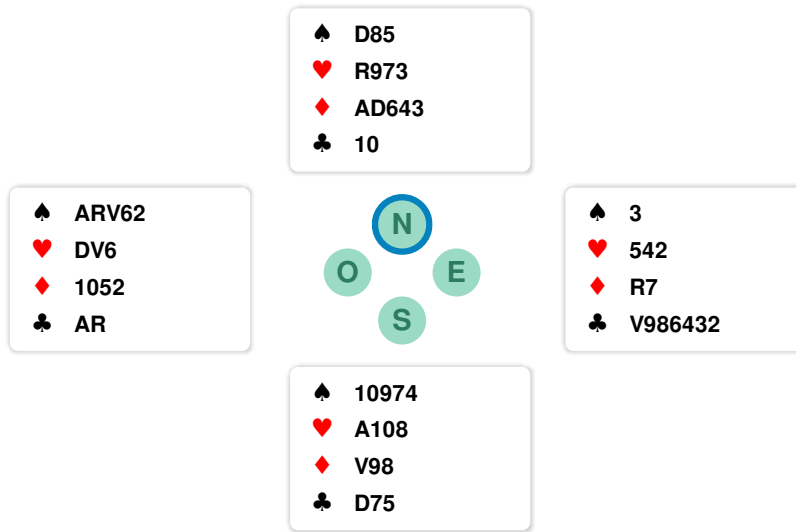 ♠ D85
♥ R973
♦ AD643
♣ 10
♠ ARV62
♥ DV6
♦ 1052
♣ AR
N
O E
S
♠ 3
♥ 542
♦ R7
♣ V986432
♠ 10974
♥ A108
♦ V98
♣ D75